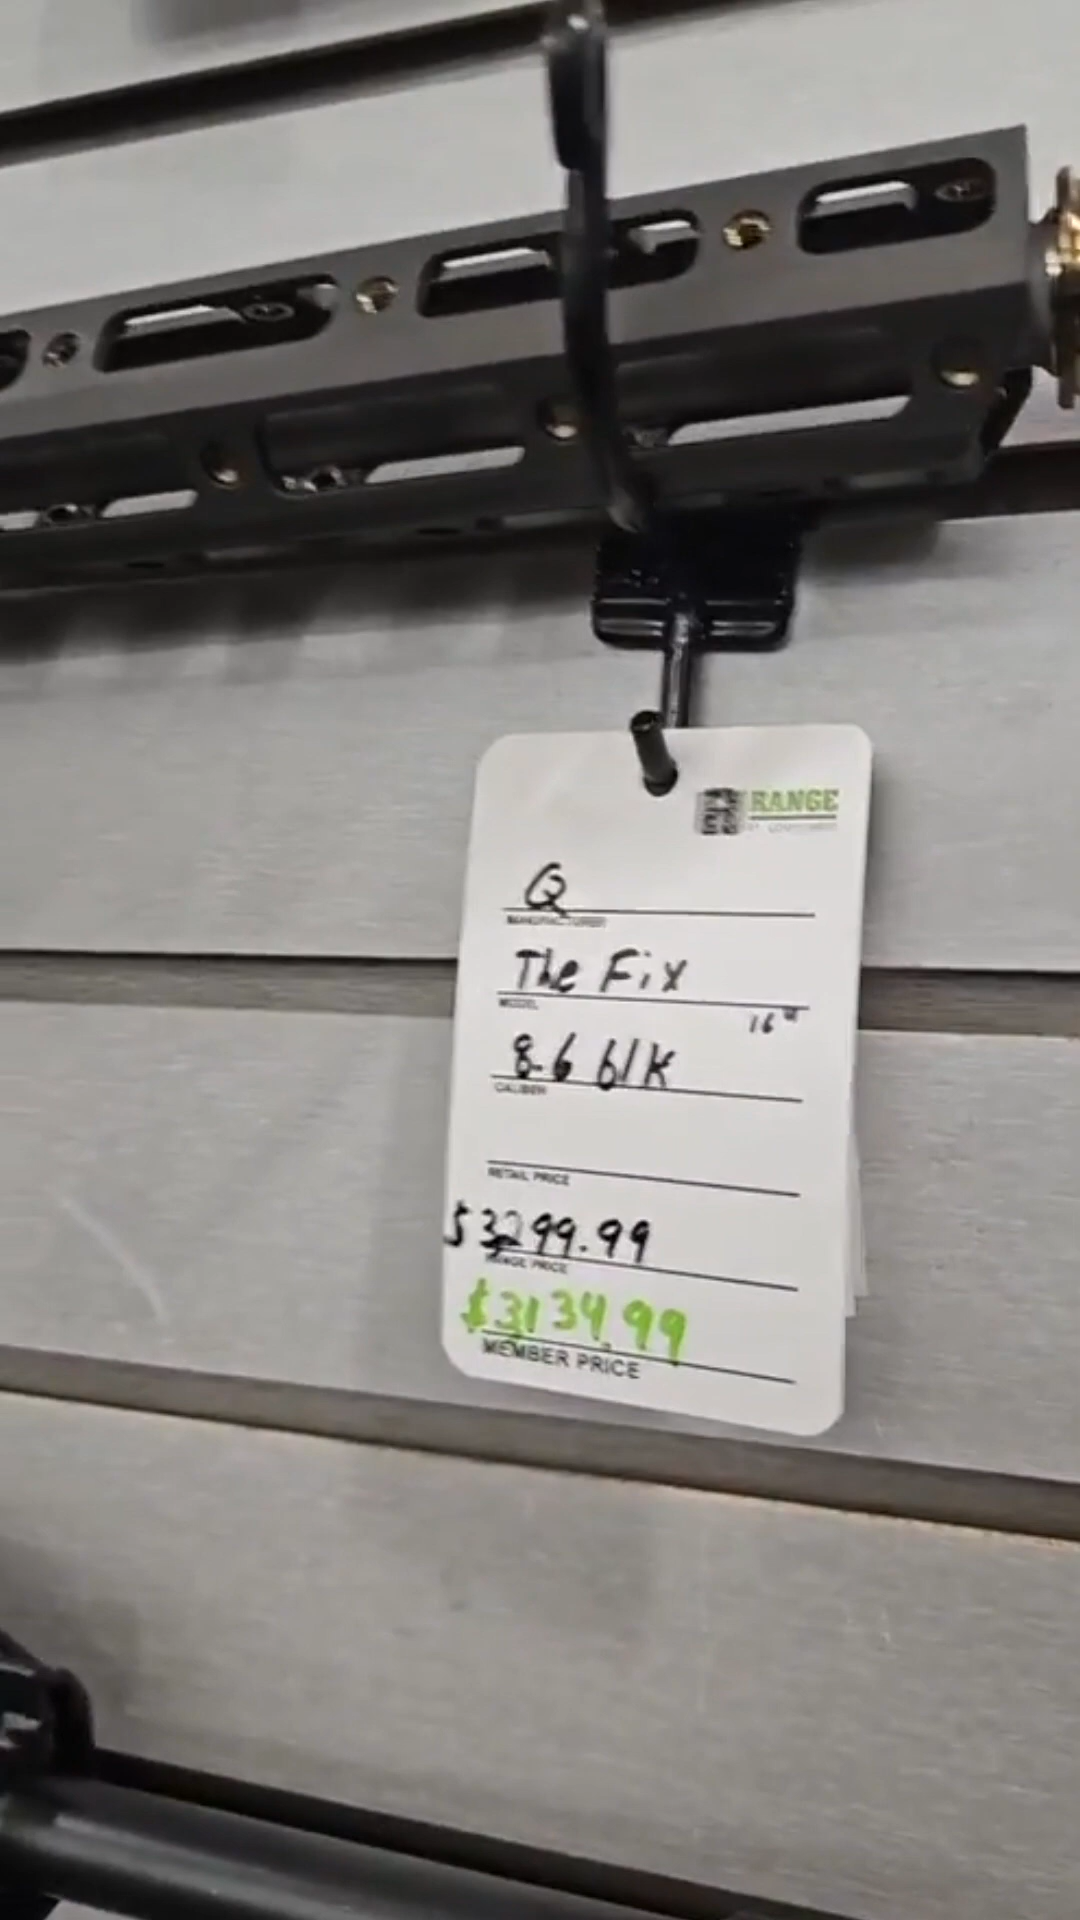 RANGE
Q
MANUFACTURER
The Fix
MODEL
16"
8.6 blk
CALIBER
RETAIL PRICE
$3299.99
RANGE PRICE
$3134.99
MEMBER PRICE